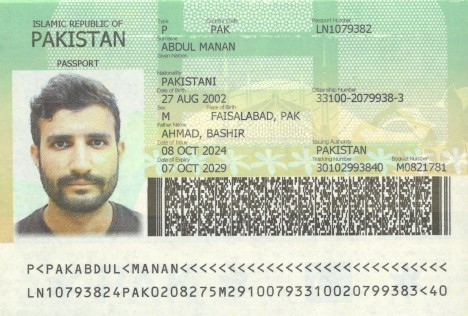 ISLAMIC REPUBLIC OF
PAKISTAN
PASSPORT
Type Country Code Passport Number
P PAK LN1079382
Surname
ABDUL MANAN
Given Names
Nationality
PAKISTANI
Date of Birth Citizenship Number
27 AUG 2002 33100-2079938-3
Sex Place of Birth
M FAISALABAD, PAK
Father Name
AHMAD, BASHIR
Date of Issue Issuing Authority
08 OCT 2024 PAKISTAN
Date of Expiry Tracking Number Booklet Number
07 OCT 2029 30102993840 M0821781
P<PAKABDUL<MANAN<<<<<<<<<<<<<<<<<<<<<<<<<<<<
LN10793824PAK0208275M29100793310020799383<40